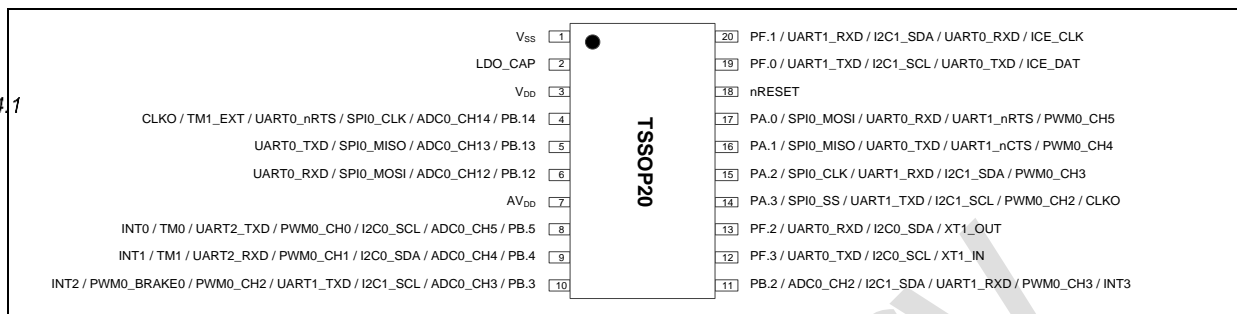 VSS 1
LDO_CAP 2
VDD 3
4.1
CLKO / TM1_EXT / UART0_nRTS / SPI0_CLK / ADC0_CH14 / PB.14 4
UART0_TXD / SPI0_MISO / ADC0_CH13 / PB.13 5
UART0_RXD / SPI0_MOSI / ADC0_CH12 / PB.12 6
AVDD 7
INT0 / TM0 / UART2_TXD / PWM0_CH0 / I2C0_SCL / ADC0_CH5 / PB.5 8
INT1 / TM1 / UART2_RXD / PWM0_CH1 / I2C0_SDA / ADC0_CH4 / PB.4 9
INT2 / PWM0_BRAKE0 / PWM0_CH2 / UART1_TXD / I2C1_SCL / ADC0_CH3 / PB.3 10
TSSOP20
20 PF.1 / UART1_RXD / I2C1_SDA / UART0_RXD / ICE_CLK
19 PF.0 / UART1_TXD / I2C1_SCL / UART0_TXD / ICE_DAT
18 nRESET
17 PA.0 / SPI0_MOSI / UART0_RXD / UART1_nRTS / PWM0_CH5
16 PA.1 / SPI0_MISO / UART0_TXD / UART1_nCTS / PWM0_CH4
15 PA.2 / SPI0_CLK / UART1_RXD / I2C1_SDA / PWM0_CH3
14 PA.3 / SPI0_SS / UART1_TXD / I2C1_SCL / PWM0_CH2 / CLKO
13 PF.2 / UART0_RXD / I2C0_SDA / XT1_OUT
12 PF.3 / UART0_TXD / I2C0_SCL / XT1_IN
11 PB.2 / ADC0_CH2 / I2C1_SDA / UART1_RXD / PWM0_CH3 / INT3